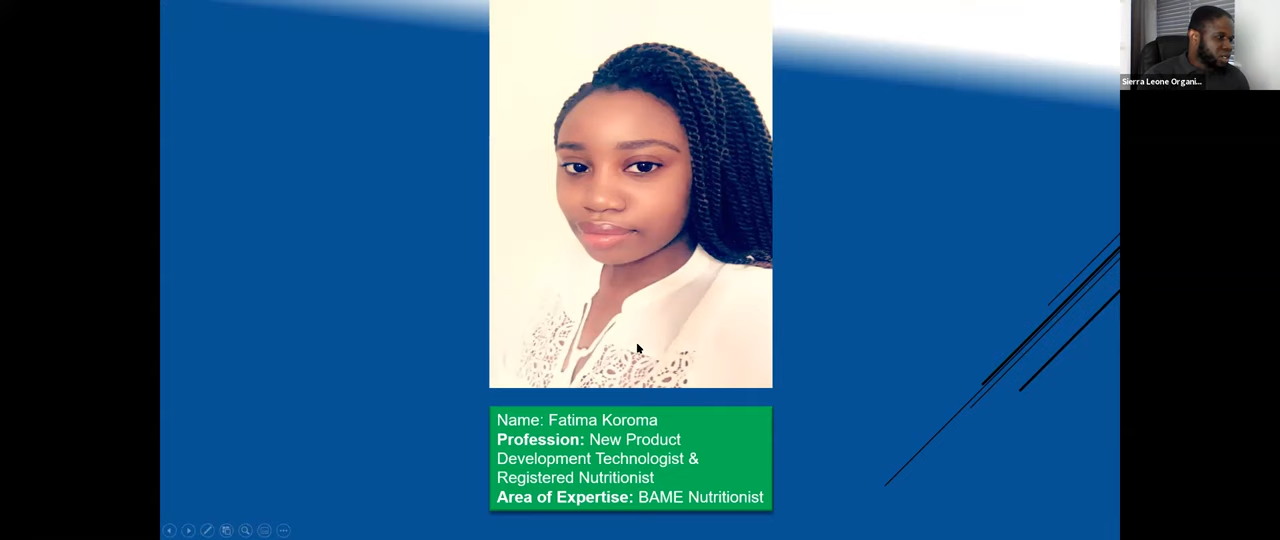 Sierra Leone Organi...
Name: Fatima Koroma
Profession: New Product
Development Technologist &
Registered Nutritionist
Area of Expertise: BAME Nutritionist